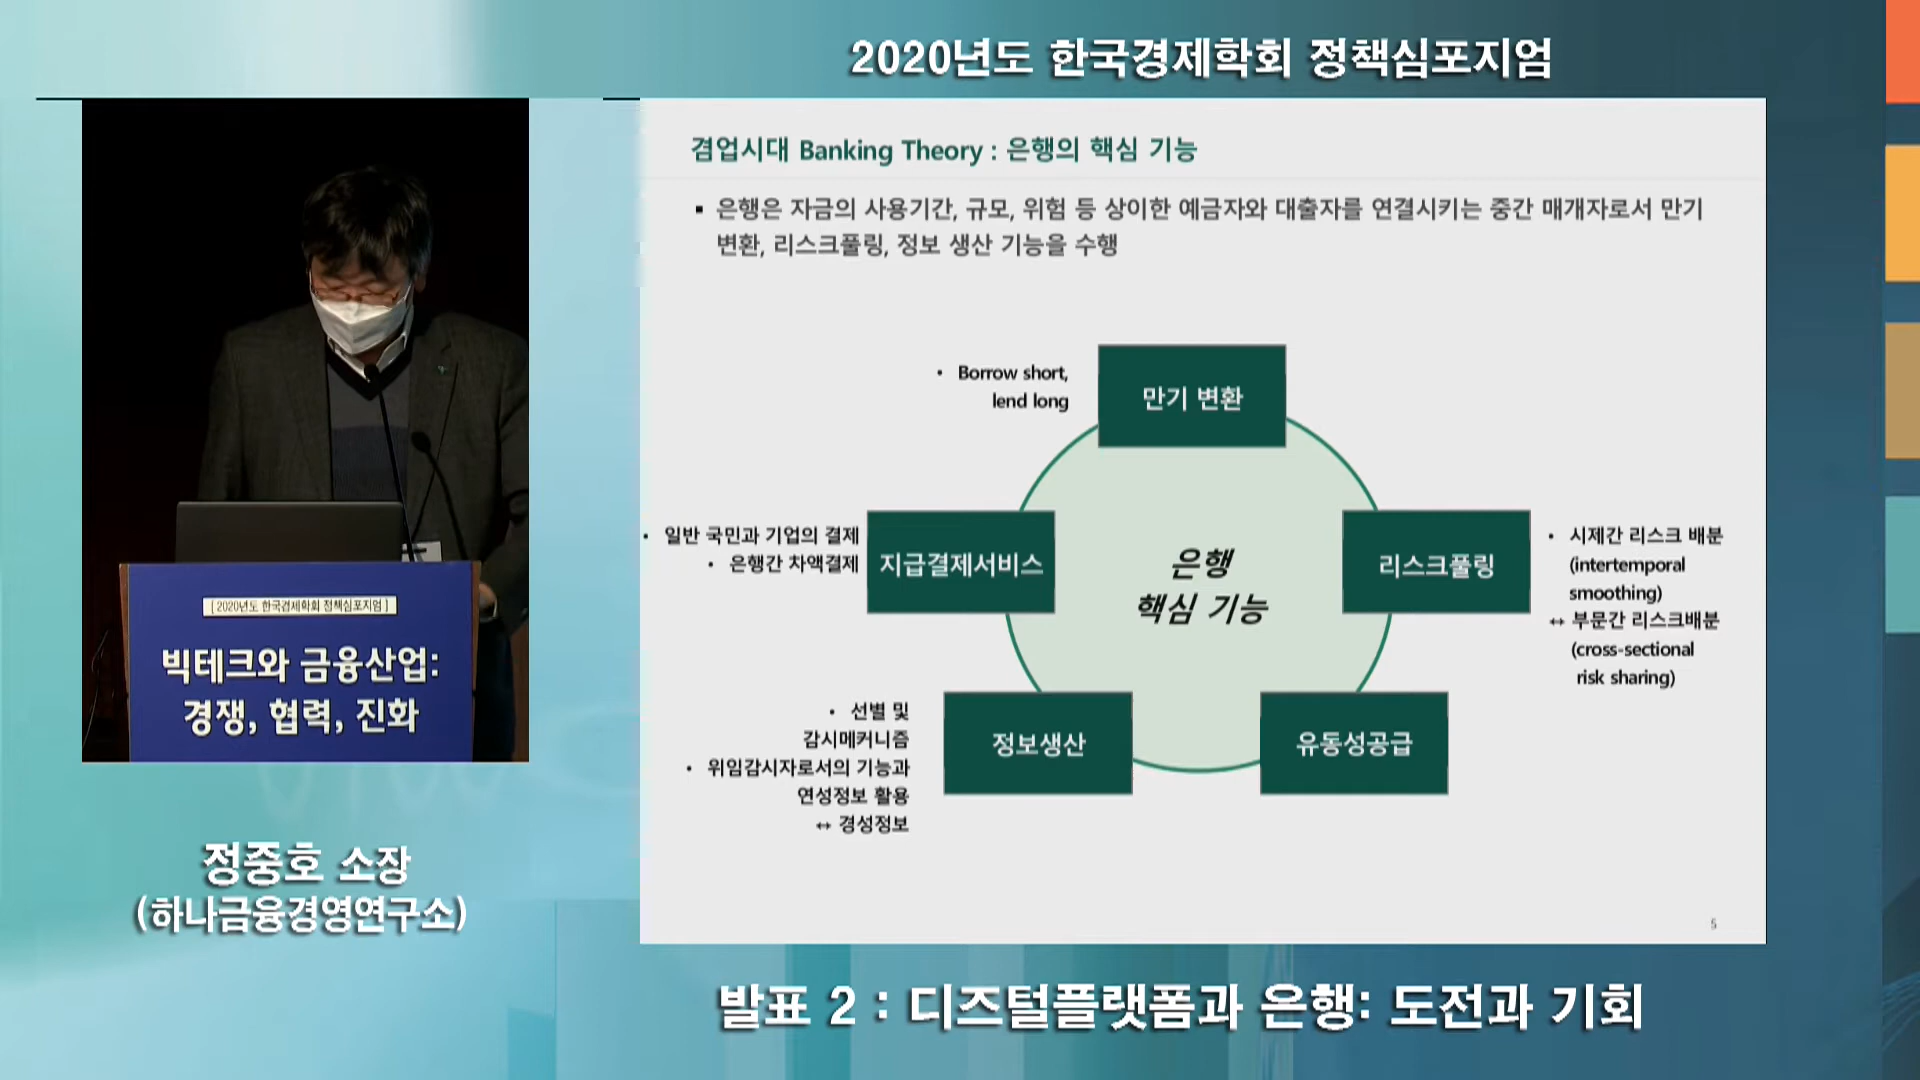 2020년도 한국경제학회 정책심포지엄
겸업시대 Banking Theory : 은행의 핵심 기능
▪ 은행은 자금의 사용기간, 규모, 위험 등 상이한 예금자와 대출자를 연결시키는 중간 매개자로서 만기
변환, 리스크풀링, 정보 생산 기능을 수행
• Borrow short,
lend long
만기 변환
• 일반 국민과 기업의 결제
• 은행간 차액결제
지급결제서비스
은행
핵심 기능
리스크풀링
• 시제간 리스크 배분
(intertemporal
smoothing)
↔ 부문간 리스크배분
(cross-sectional
risk sharing)
• 선별 및
감시메커니즘
• 위임감시자로서의 기능과
연성정보 활용
↔ 경성정보
정보생산
유동성공급
5
[ 2020년도 한국경제학회 정책심포지엄 ]
빅테크와 금융산업:
경쟁, 협력, 진화
정중호 소장
(하나금융경영연구소)
발표 2 : 디즈털플랫폼과 은행: 도전과 기회